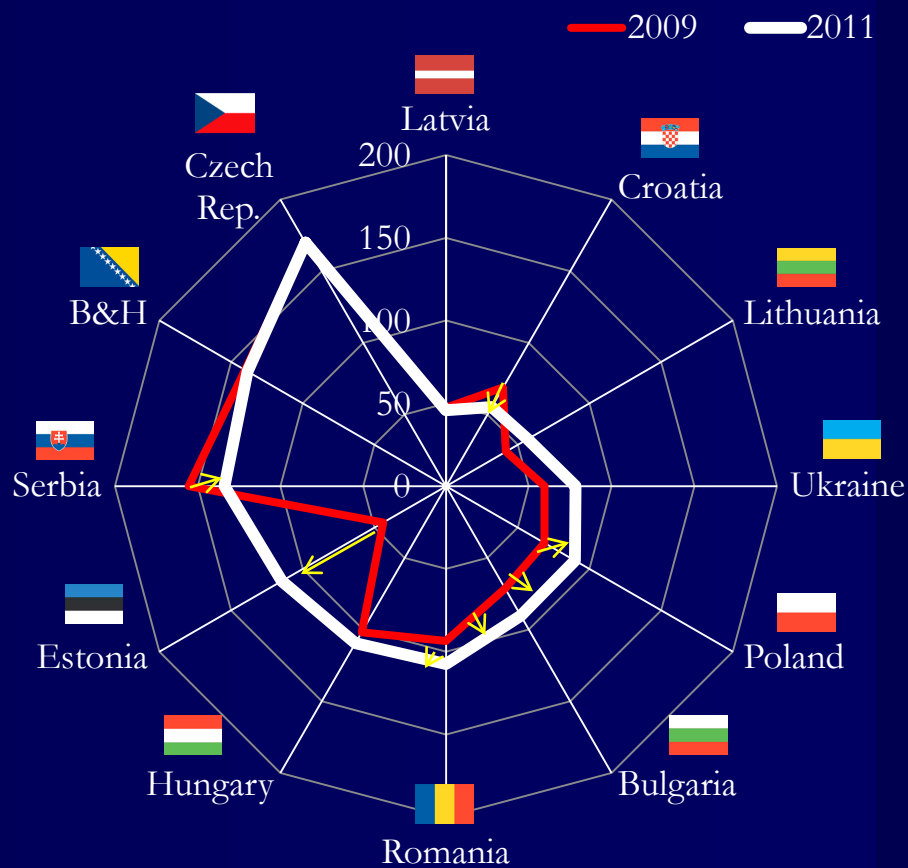 2009 2011
Latvia
Croatia
Czech
Rep.
200
150
100
50
0
B&H
Lithuania
Serbia
Ukraine
Estonia
Poland
Hungary
Bulgaria
Romania